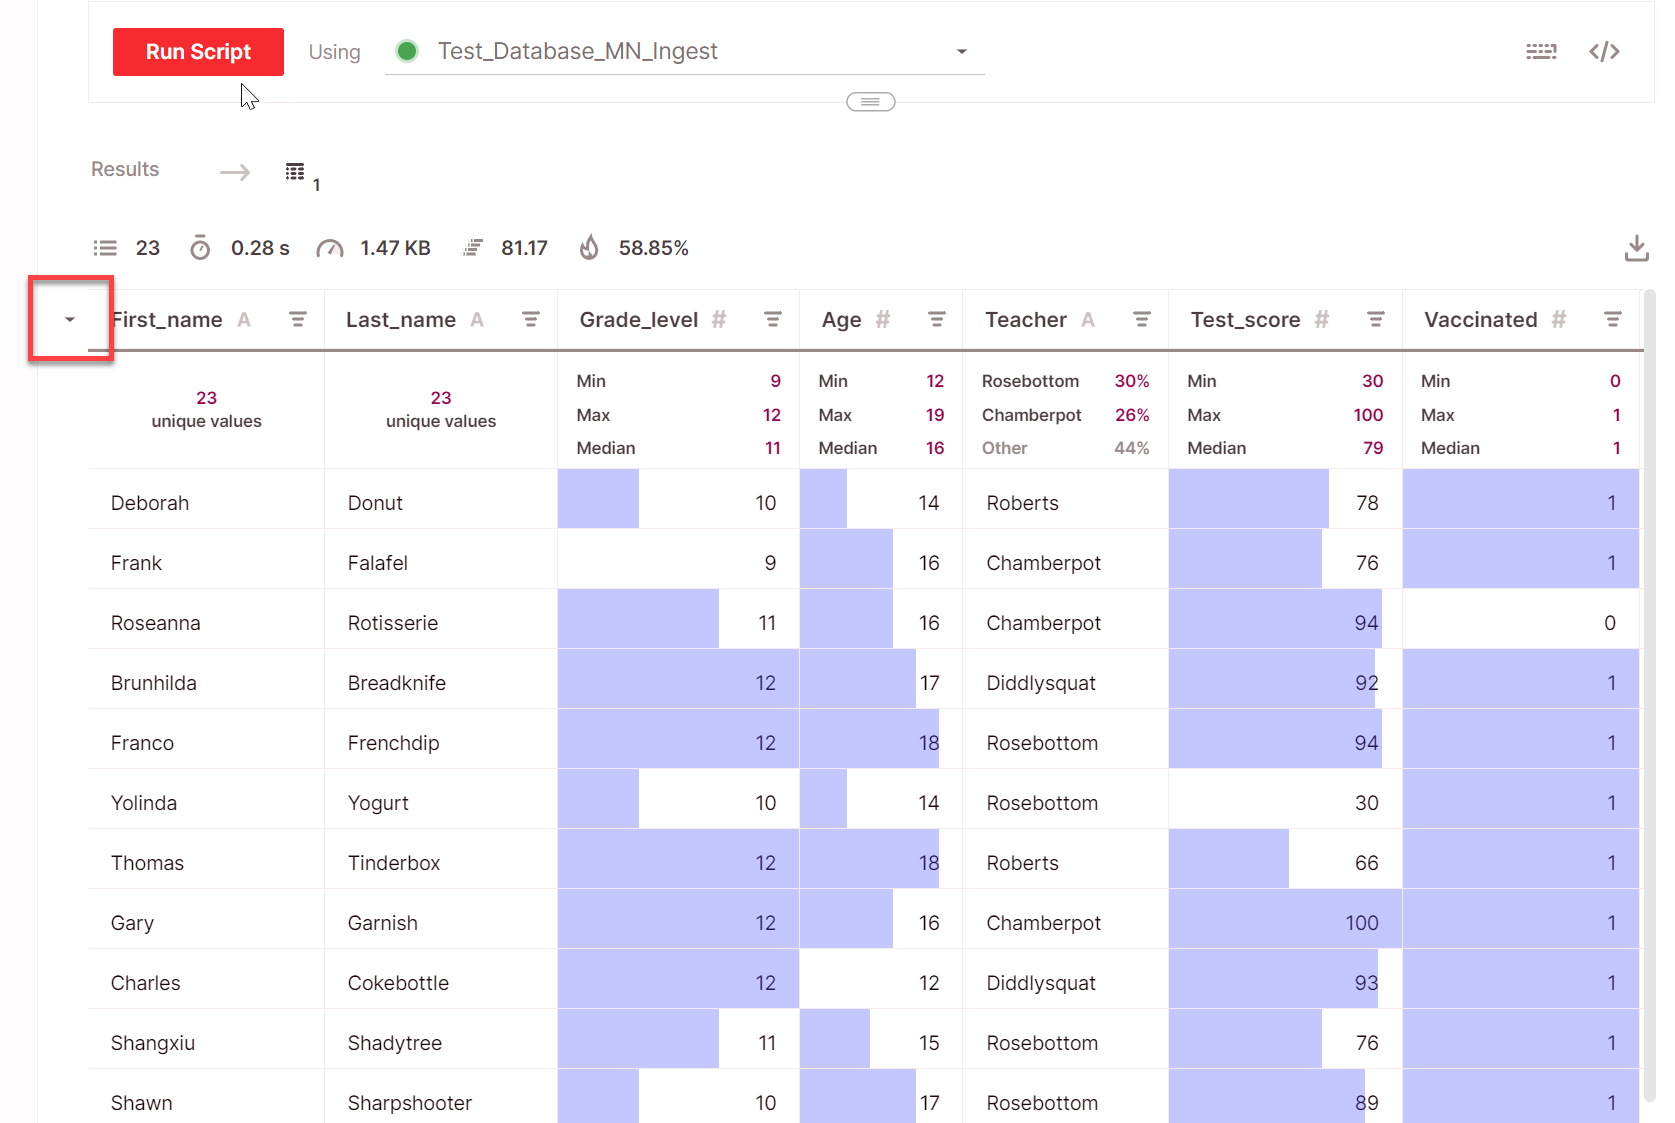 Run Script Using Test_Database_MN_Ingest
Results 1
23 0.28 s 1.47 KB 81.17 58.85%
First_name A Last_name A Grade_level # Age # Teacher A Test_score # Vaccinated #
23 unique values 23 unique values
Min 9 Min 12 Rosebottom 30% Min 30 Min 0
Max 12 Max 19 Chamberpot 26% Max 100 Max 1
Median 11 Median 16 Other 44% Median 79 Median 1
Deborah Donut 10 14 Roberts 78 1
Frank Falafel 9 16 Chamberpot 76 1
Roseanna Rotisserie 11 16 Chamberpot 94 0
Brunhilda Breadknife 12 17 Diddlysquat 92 1
Franco Frenchdip 12 18 Rosebottom 94 1
Yolinda Yogurt 10 14 Rosebottom 30 1
Thomas Tinderbox 12 18 Roberts 66 1
Gary Garnish 12 16 Chamberpot 100 1
Charles Cokebottle 12 12 Diddlysquat 93 1
Shangxiu Shadytree 11 15 Rosebottom 76 1
Shawn Sharpshooter 10 17 Rosebottom 89 1